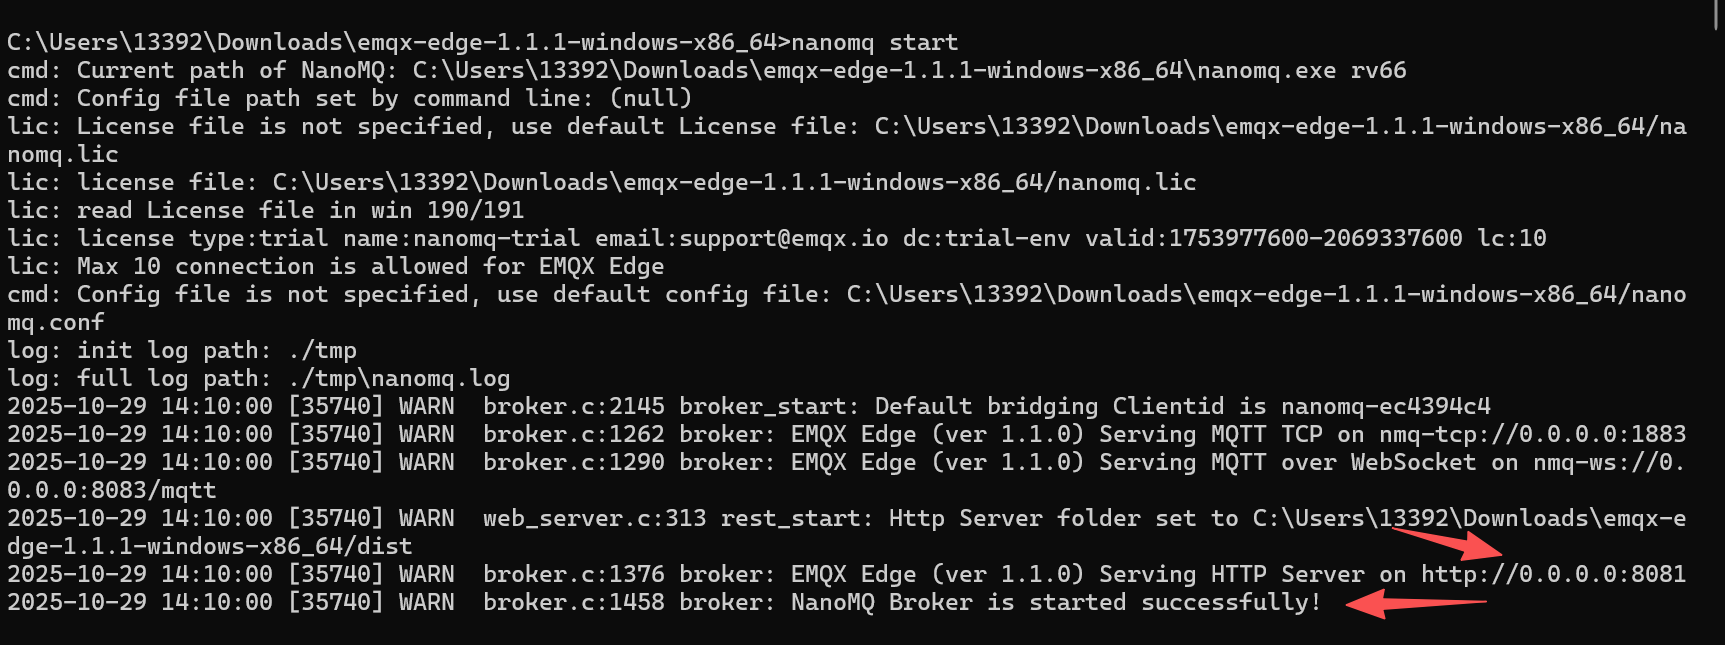 C:\Users\13392\Downloads\emqx-edge-1.1.1-windows-x86_64>nanomq start
cmd: Current path of NanoMQ: C:\Users\13392\Downloads\emqx-edge-1.1.1-windows-x86_64\nanomq.exe rv66
cmd: Config file path set by command line: (null)
lic: License file is not specified, use default License file: C:\Users\13392\Downloads\emqx-edge-1.1.1-windows-x86_64/na
nomq.lic
lic: license file: C:\Users\13392\Downloads\emqx-edge-1.1.1-windows-x86_64/nanomq.lic
lic: read License file in win 190/191
lic: license type:trial name:nanomq-trial email:support@emqx.io dc:trial-env valid:1753977600-2069337600 lc:10
lic: Max 10 connection is allowed for EMQX Edge
cmd: Config file is not specified, use default config file: C:\Users\13392\Downloads\emqx-edge-1.1.1-windows-x86_64/nano
mq.conf
log: init log path: ./tmp
log: full log path: ./tmp\nanomq.log
2025-10-29 14:10:00 [35740] WARN  broker.c:2145 broker_start: Default bridging Clientid is nanomq-ec4394c4
2025-10-29 14:10:00 [35740] WARN  broker.c:1262 broker: EMQX Edge (ver 1.1.0) Serving MQTT TCP on nmq-tcp://0.0.0.0:1883
2025-10-29 14:10:00 [35740] WARN  broker.c:1290 broker: EMQX Edge (ver 1.1.0) Serving MQTT over WebSocket on nmq-ws://0.
0.0.0:8083/mqtt
2025-10-29 14:10:00 [35740] WARN  web_server.c:313 rest_start: Http Server folder set to C:\Users\13392\Downloads\emqx-e
dge-1.1.1-windows-x86_64/dist
2025-10-29 14:10:00 [35740] WARN  broker.c:1376 broker: EMQX Edge (ver 1.1.0) Serving HTTP Server on http://0.0.0.0:8081
2025-10-29 14:10:00 [35740] WARN  broker.c:1458 broker: NanoMQ Broker is started successfully!